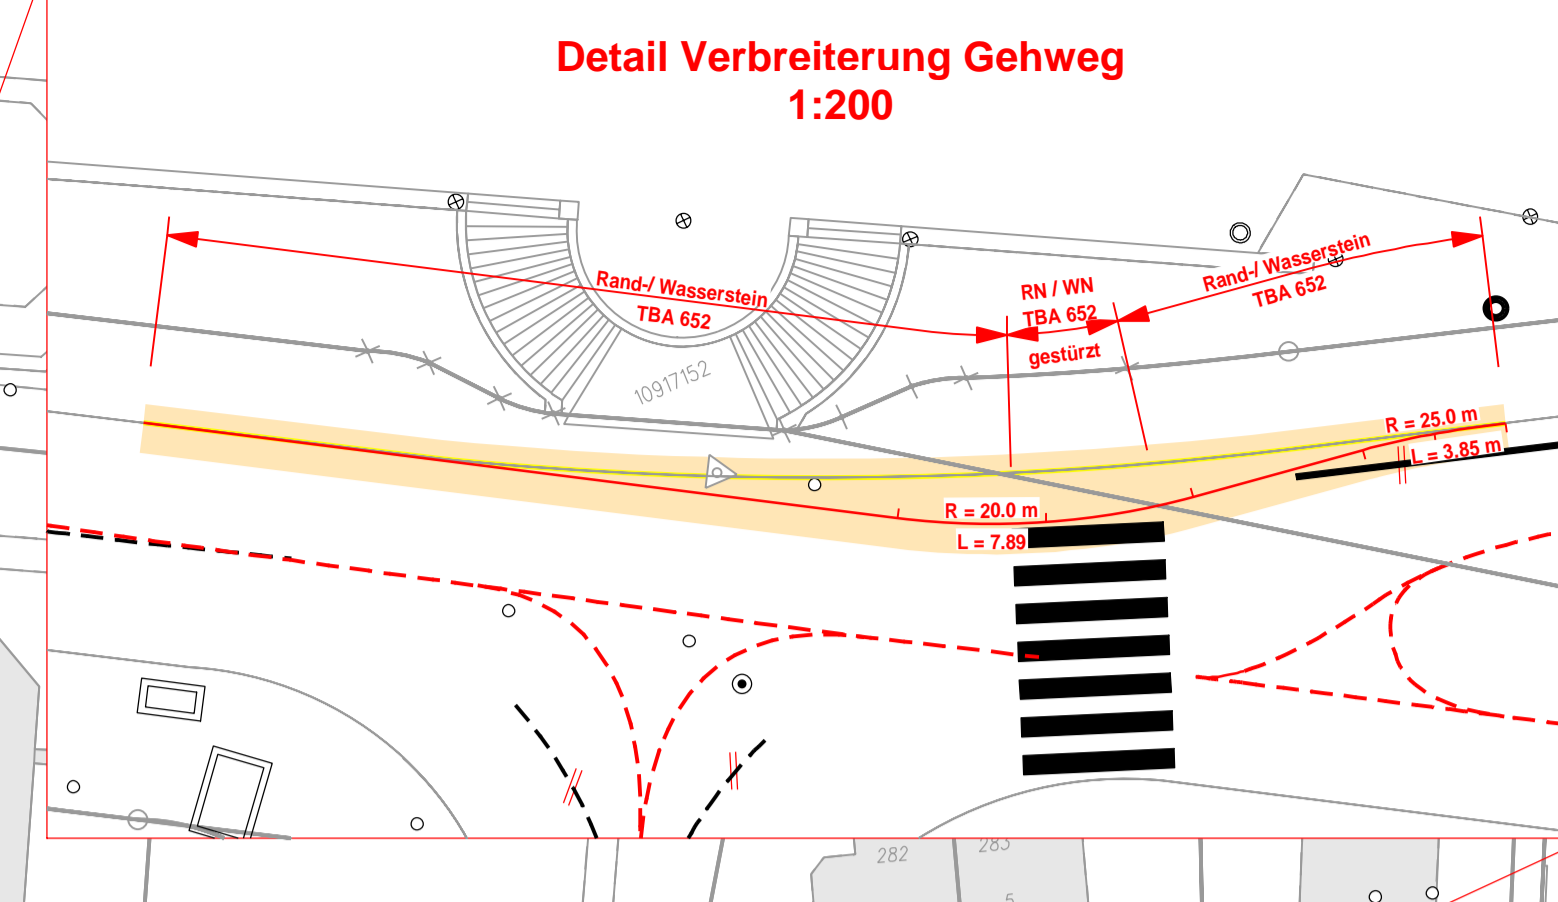 Detail Verbreiterung Gehweg
1:200
Rand-/ Wasserstein
TBA 652
RN / WN
TBA 652
gestürzt
Rand-/ Wasserstein
TBA 652
10917152
R = 25.0 m
L = 3.85 m
R = 20.0 m
L = 7.89
282
283
5